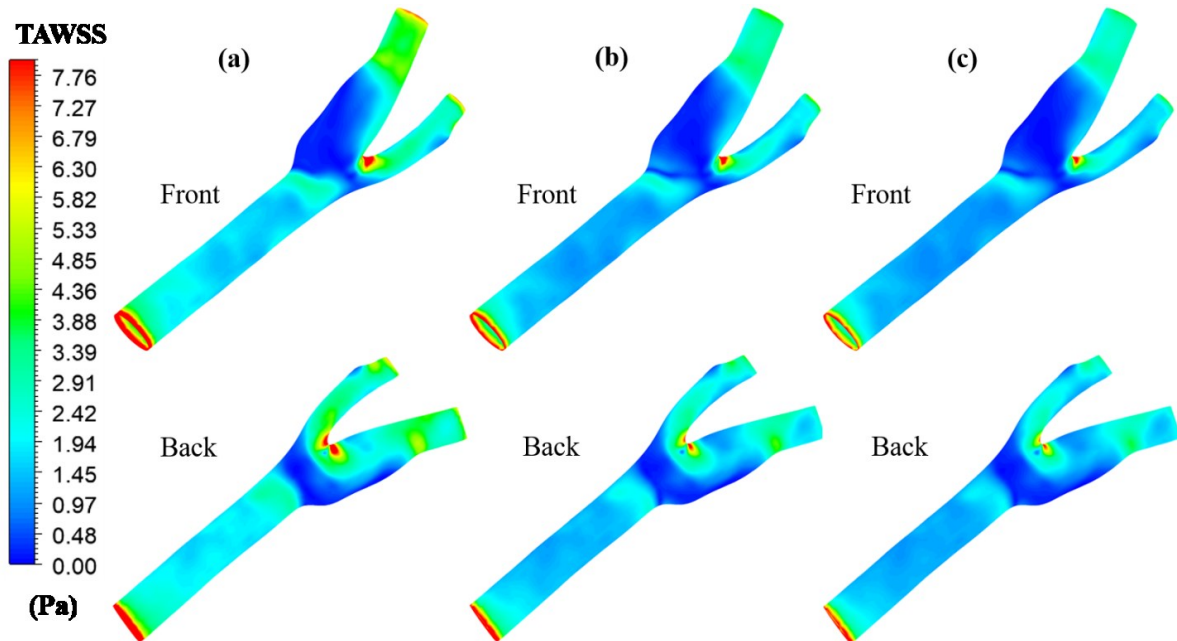 TAWSS
(a)
(b)
(c)
7.76
7.27
6.79
6.30
5.82
5.33
4.85
4.36
3.88
3.39
2.91
2.42
1.94
1.45
0.97
0.48
0.00
(Pa)
Front
Front
Front
Back
Back
Back